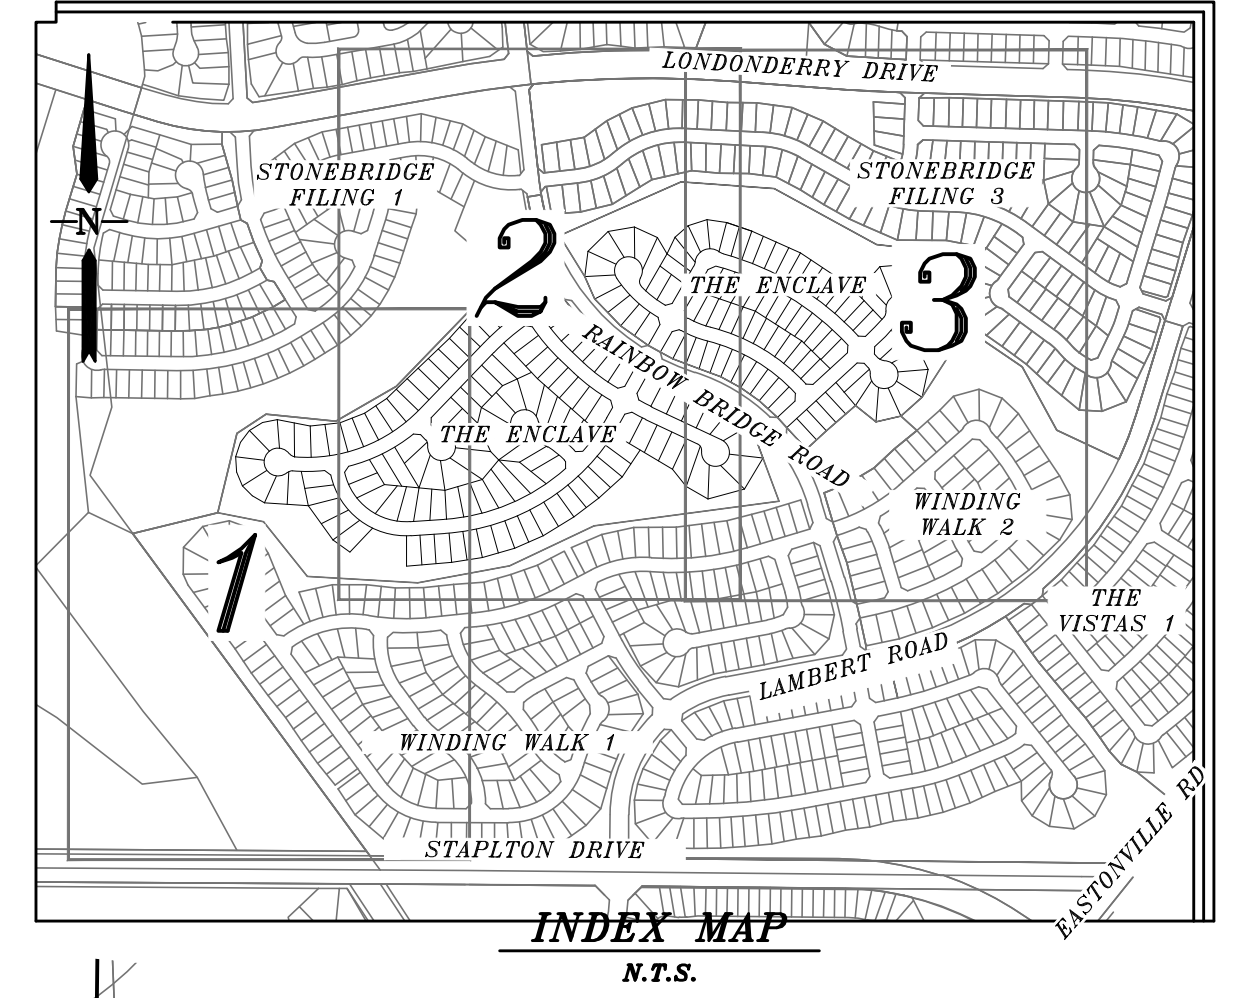 LONDONDERRY DRIVE
STONEBRIDGE
FILING 1
STONEBRIDGE
FILING 3
N
2
3
THE ENCLAVE
RAINBOW BRIDGE ROAD
THE ENCLAVE
WINDING
WALK 2
1
THE
VISTAS 1
LAMBERT ROAD
WINDING WALK 1
STAPLTON DRIVE
EASTONVILLE RD
INDEX MAP
N.T.S.